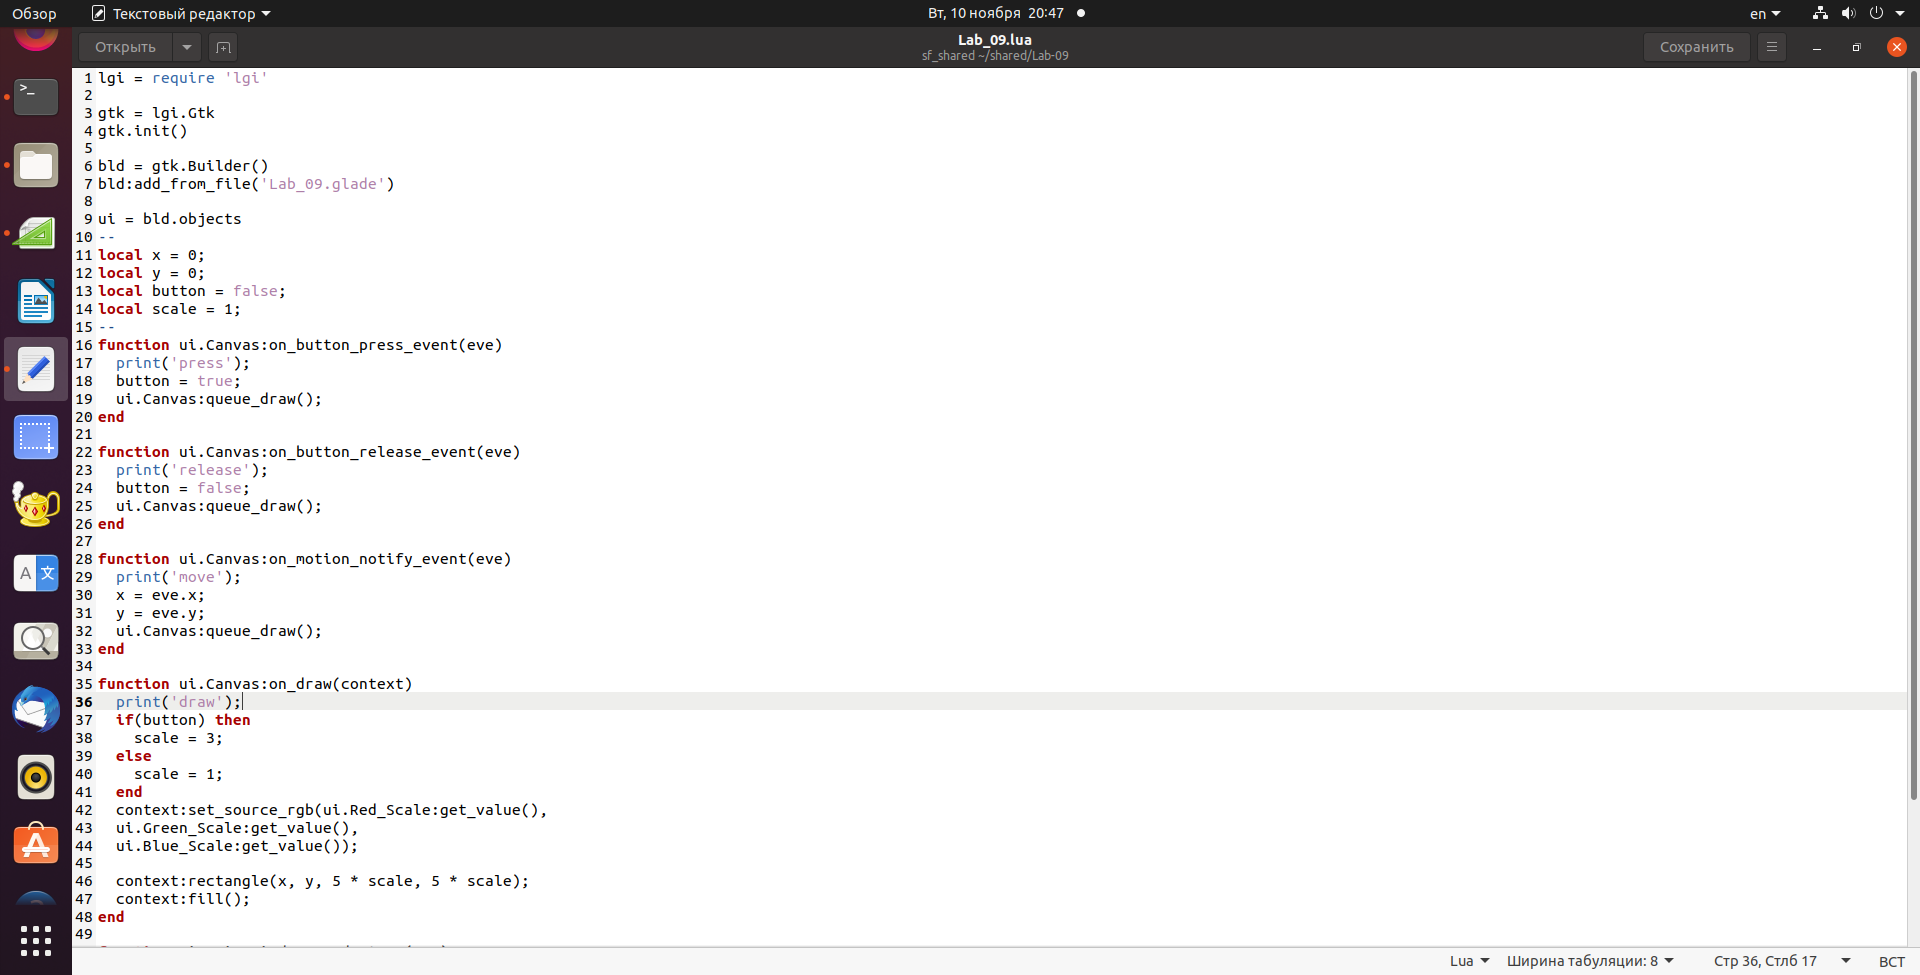 Обзор
Текстовый редактор
Вт, 10 ноября 20:47
en
Открыть
Lab_09.lua
sf_shared ~/shared/Lab-09
Сохранить
1 lgi = require 'lgi'
2
3 gtk = lgi.Gtk
4 gtk.init()
5
6 bld = gtk.Builder()
7 bld:add_from_file('Lab_09.glade')
8
9 ui = bld.objects
10 --
11 local x = 0;
12 local y = 0;
13 local button = false;
14 local scale = 1;
15 --
16 function ui.Canvas:on_button_press_event(eve)
17 print('press');
18 button = true;
19 ui.Canvas:queue_draw();
20 end
21
22 function ui.Canvas:on_button_release_event(eve)
23 print('release');
24 button = false;
25 ui.Canvas:queue_draw();
26 end
27
28 function ui.Canvas:on_motion_notify_event(eve)
29 print('move');
30 x = eve.x;
31 y = eve.y;
32 ui.Canvas:queue_draw();
33 end
34
35 function ui.Canvas:on_draw(context)
36 print('draw');
37 if(button) then
38 scale = 3;
39 else
40 scale = 1;
41 end
42 context:set_source_rgb(ui.Red_Scale:get_value(),
43 ui.Green_Scale:get_value(),
44 ui.Blue_Scale:get_value());
45
46 context:rectangle(x, y, 5 * scale, 5 * scale);
47 context:fill();
48 end
49
Lua
Ширина табуляции: 8
Стр 36, Стлб 17
ВСТ